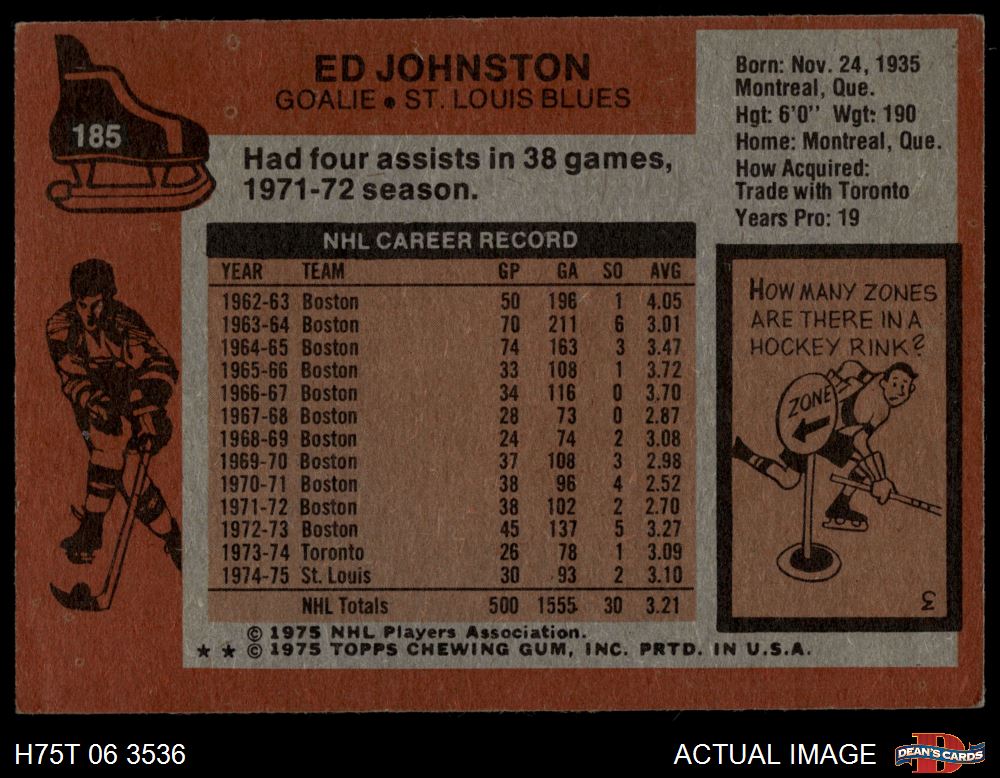 185
ED JOHNSTON
GOALIE • ST. LOUIS BLUES
Had four assists in 38 games,
1971-72 season.
NHL CAREER RECORD
YEAR TEAM GP GA SO AVG
1962-63 Boston 50 196 1 4.05
1963-64 Boston 70 211 6 3.01
1964-65 Boston 74 163 3 3.47
1965-66 Boston 33 108 1 3.72
1966-67 Boston 34 116 0 3.70
1967-68 Boston 28 73 0 2.87
1968-69 Boston 24 74 2 3.08
1969-70 Boston 37 108 3 2.98
1970-71 Boston 38 96 4 2.52
1971-72 Boston 38 102 2 2.70
1972-73 Boston 45 137 5 3.27
1973-74 Toronto 26 78 1 3.09
1974-75 St. Louis 30 93 2 3.10
NHL Totals 500 1555 30 3.21
© 1975 NHL Players Association.
★ ★ © 1975 TOPPS CHEWING GUM, INC. PRTD. IN U.S.A.
Born: Nov. 24, 1935
Montreal, Que.
Hgt: 6'0" Wgt: 190
Home: Montreal, Que.
How Acquired:
Trade with Toronto
Years Pro: 19
HOW MANY ZONES
ARE THERE IN A
HOCKEY RINK?
ZONE
3
H75T 06 3536
ACTUAL IMAGE
D
DEAN'S CARDS